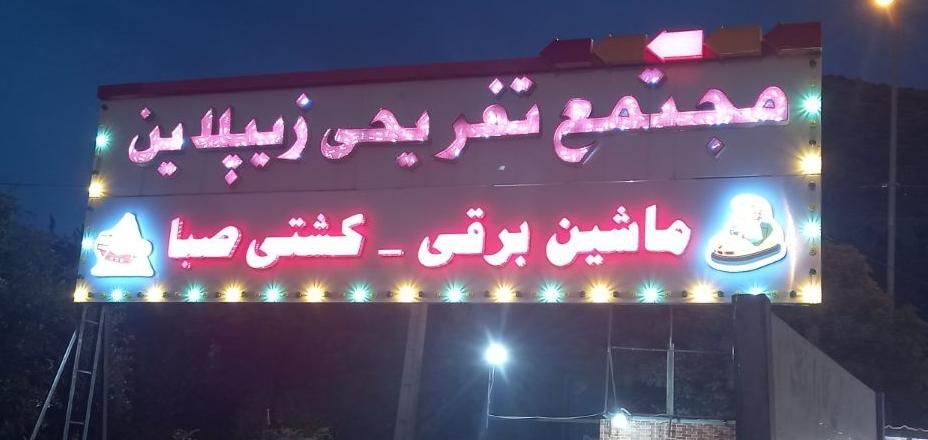 مجتمع تفریحی زیپلاین
ماشین برقی - کشتی صبا